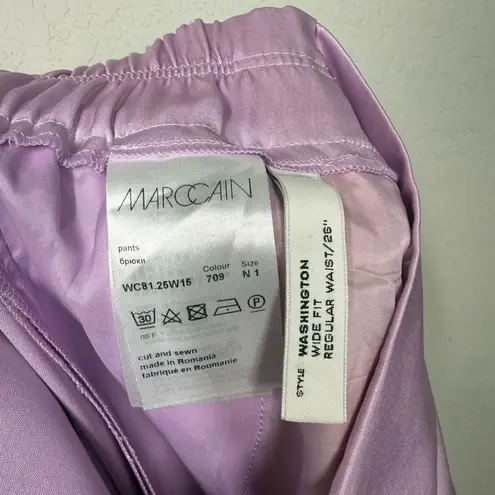 MARCCAIN
pants
брюки
Colour Size
WC81.25W15 709 N 1
30
P
86°F
cut and sewn
made in Romania
fabriqué en Roumanie
STYLE WASHINGTON
WIDE FIT
REGULAR WAIST/26"